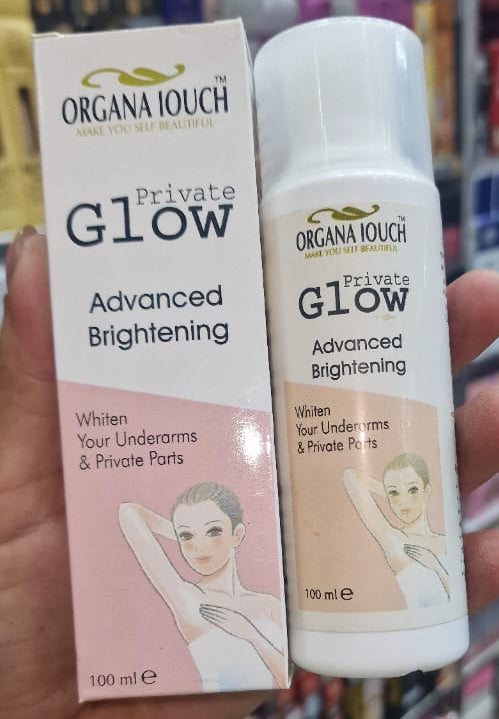 ORGANA IOUCH
TM
MAKE YOU SELF BEAUTIFUL
Private
Glow
Advanced
Brightening
Whiten
Your Underarms
& Private Parts
100 ml e
ORGANA IOUCH
TM
MAKE YOU SELF BEAUTIFUL
Private
Glow
Advanced
Brightening
Whiten
Your Underarms
& Private Parts
100 ml e